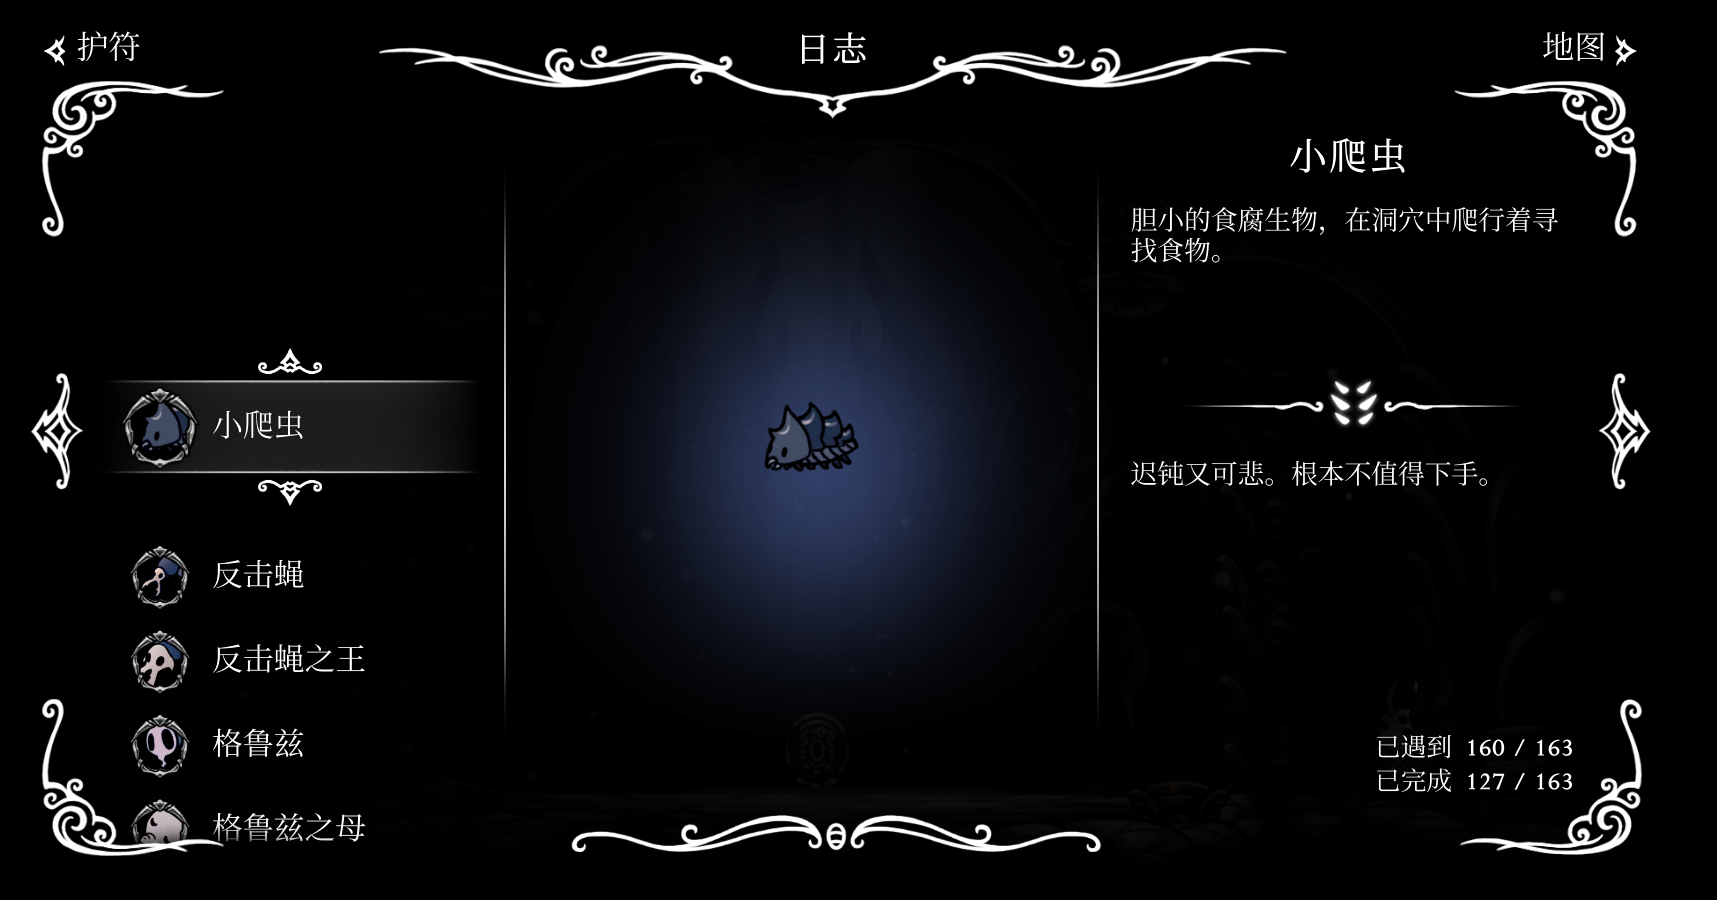 护符
日志
地图
小爬虫
胆小的食腐生物，在洞穴中爬行着寻
找食物。
小爬虫
迟钝又可悲。根本不值得下手。
反击蝇
反击蝇之王
格鲁兹
格鲁兹之母
已遇到 160 / 163
已完成 127 / 163